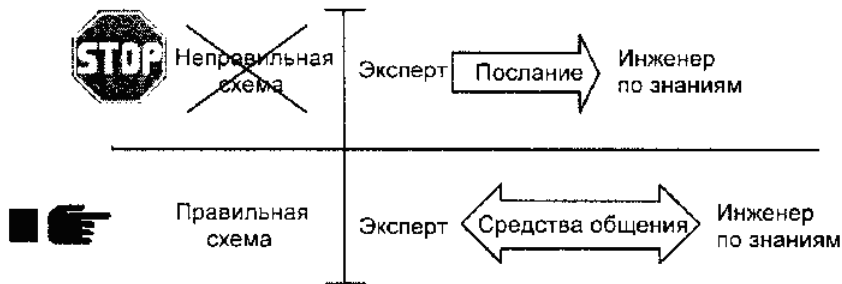 STOP
Неправильная
схема
Эксперт
Послание
Инженер
по знаниям
Правильная
схема
Эксперт
Средства общения
Инженер
по знаниям